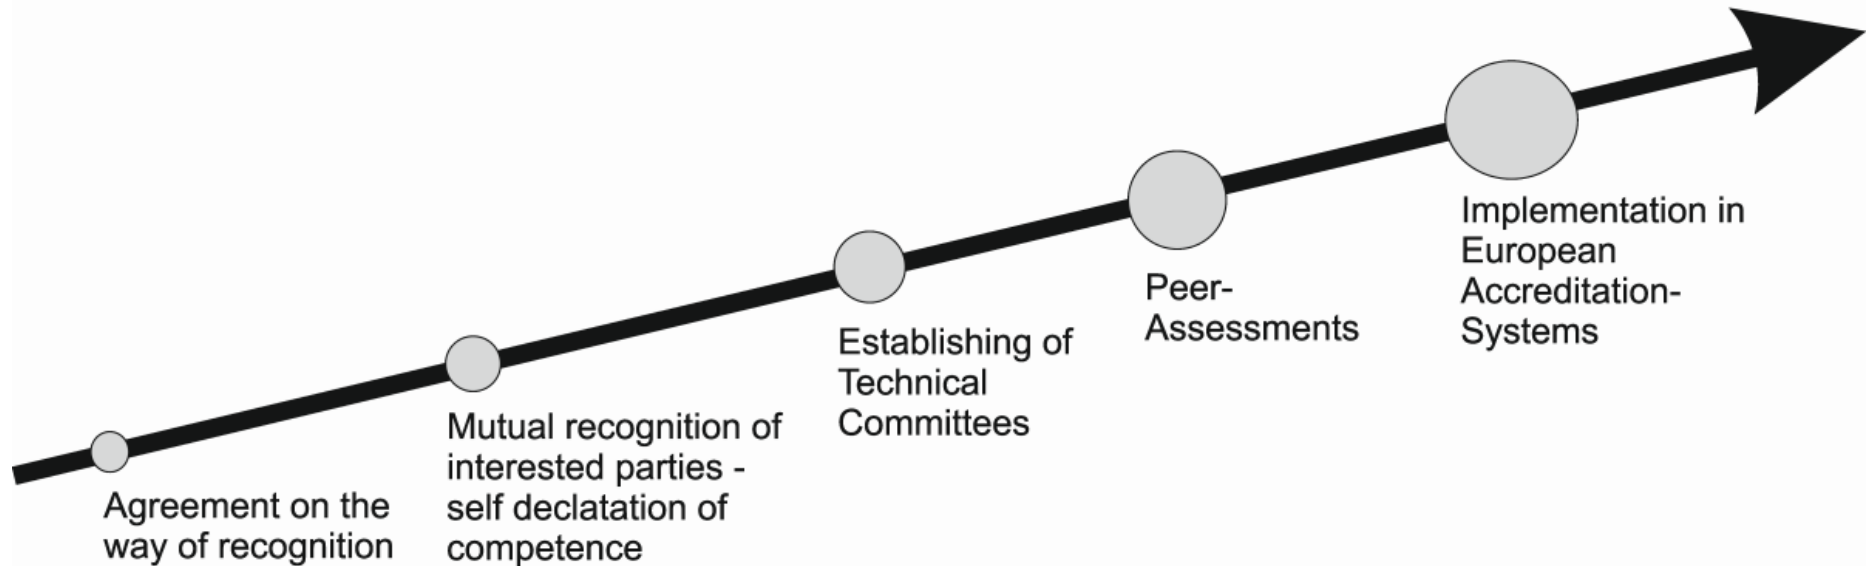 Agreement on the
way of recognition
Mutual recognition of
interested parties -
self declatation of
competence
Establishing of
Technical
Committees
Peer-
Assessments
Implementation in
European
Accreditation-
Systems